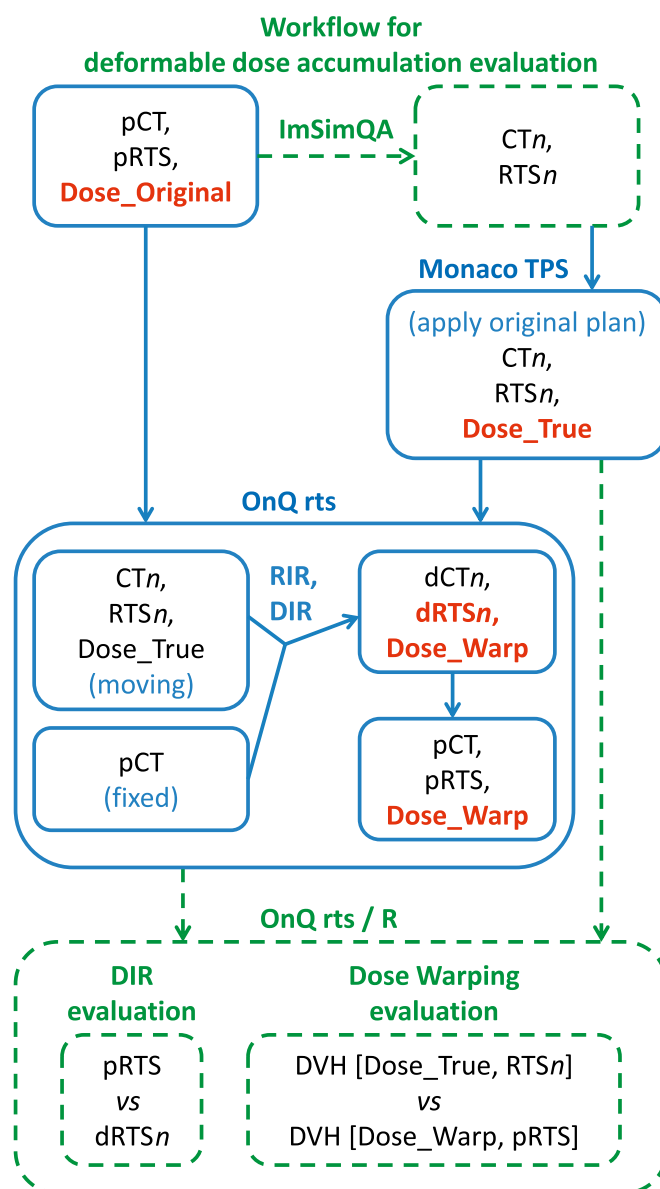 Workflow for
deformable dose accumulation evaluation
pCT,
pRTS,
Dose_Original
ImSimQA
CTn,
RTSn
Monaco TPS
(apply original plan)
CTn,
RTSn,
Dose_True
OnQ rts
CTn,
RTSn,
Dose_True
(moving)
RIR,
DIR
dCTn,
dRTSn,
Dose_Warp
pCT
(fixed)
pCT,
pRTS,
Dose_Warp
OnQ rts / R
DIR
evaluation
pRTS
vs
dRTSn
Dose Warping
evaluation
DVH [Dose_True, RTSn]
vs
DVH [Dose_Warp, pRTS]